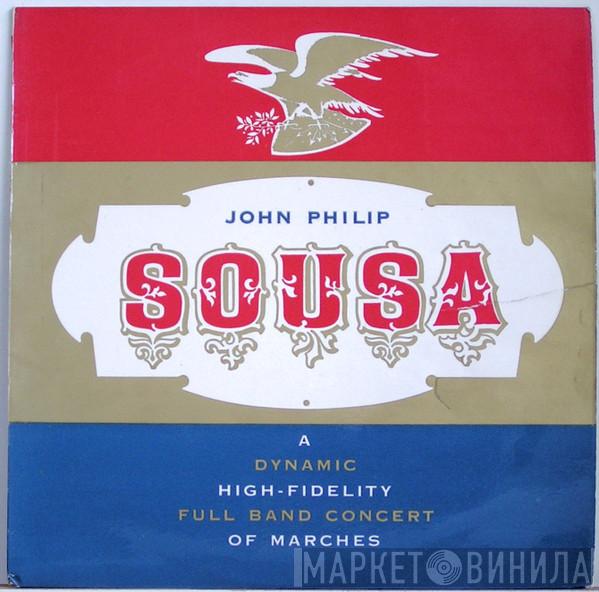 JOHN PHILIP
SOUSA
A
DYNAMIC
HIGH-FIDELITY
FULL BAND CONCERT
OF MARCHES
МАРКЕТ ВИНИЛА